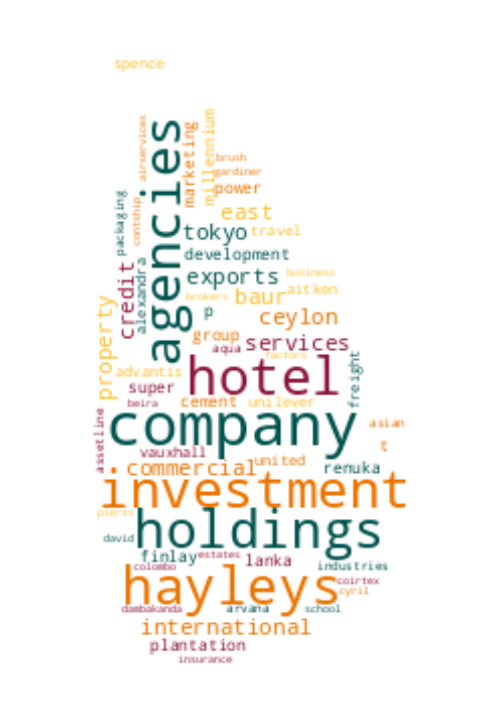 spence
airservices
agencies
marketing
millennium
brush
gardiner
power
packaging
contship
east
tokyo
travel
development
credit
alexandra
exports
business
aitken
brokers
baur
property
p
ceylon
group
services
aqua
factors
freight
advantis
hotel
super
beira
cement
unilever
assetline
company
asian
t
vauxhall
commercial
united
renuka
investment
pieris
holdings
david
finlay
estates
lanka
industries
colombo
hayleys
coirtex
cyril
dambakanda
arvana
school
international
plantation
insurance